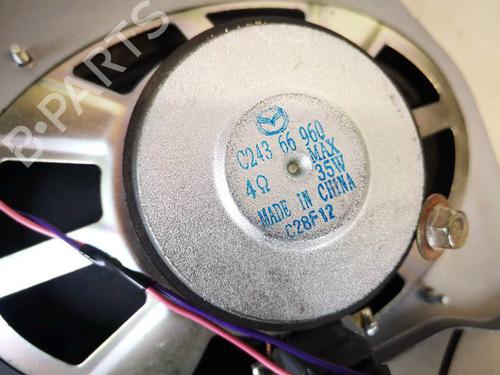 B-PARTS
C243 66 960
4Ω MAX 35W
MADE IN CHINA
C28F12